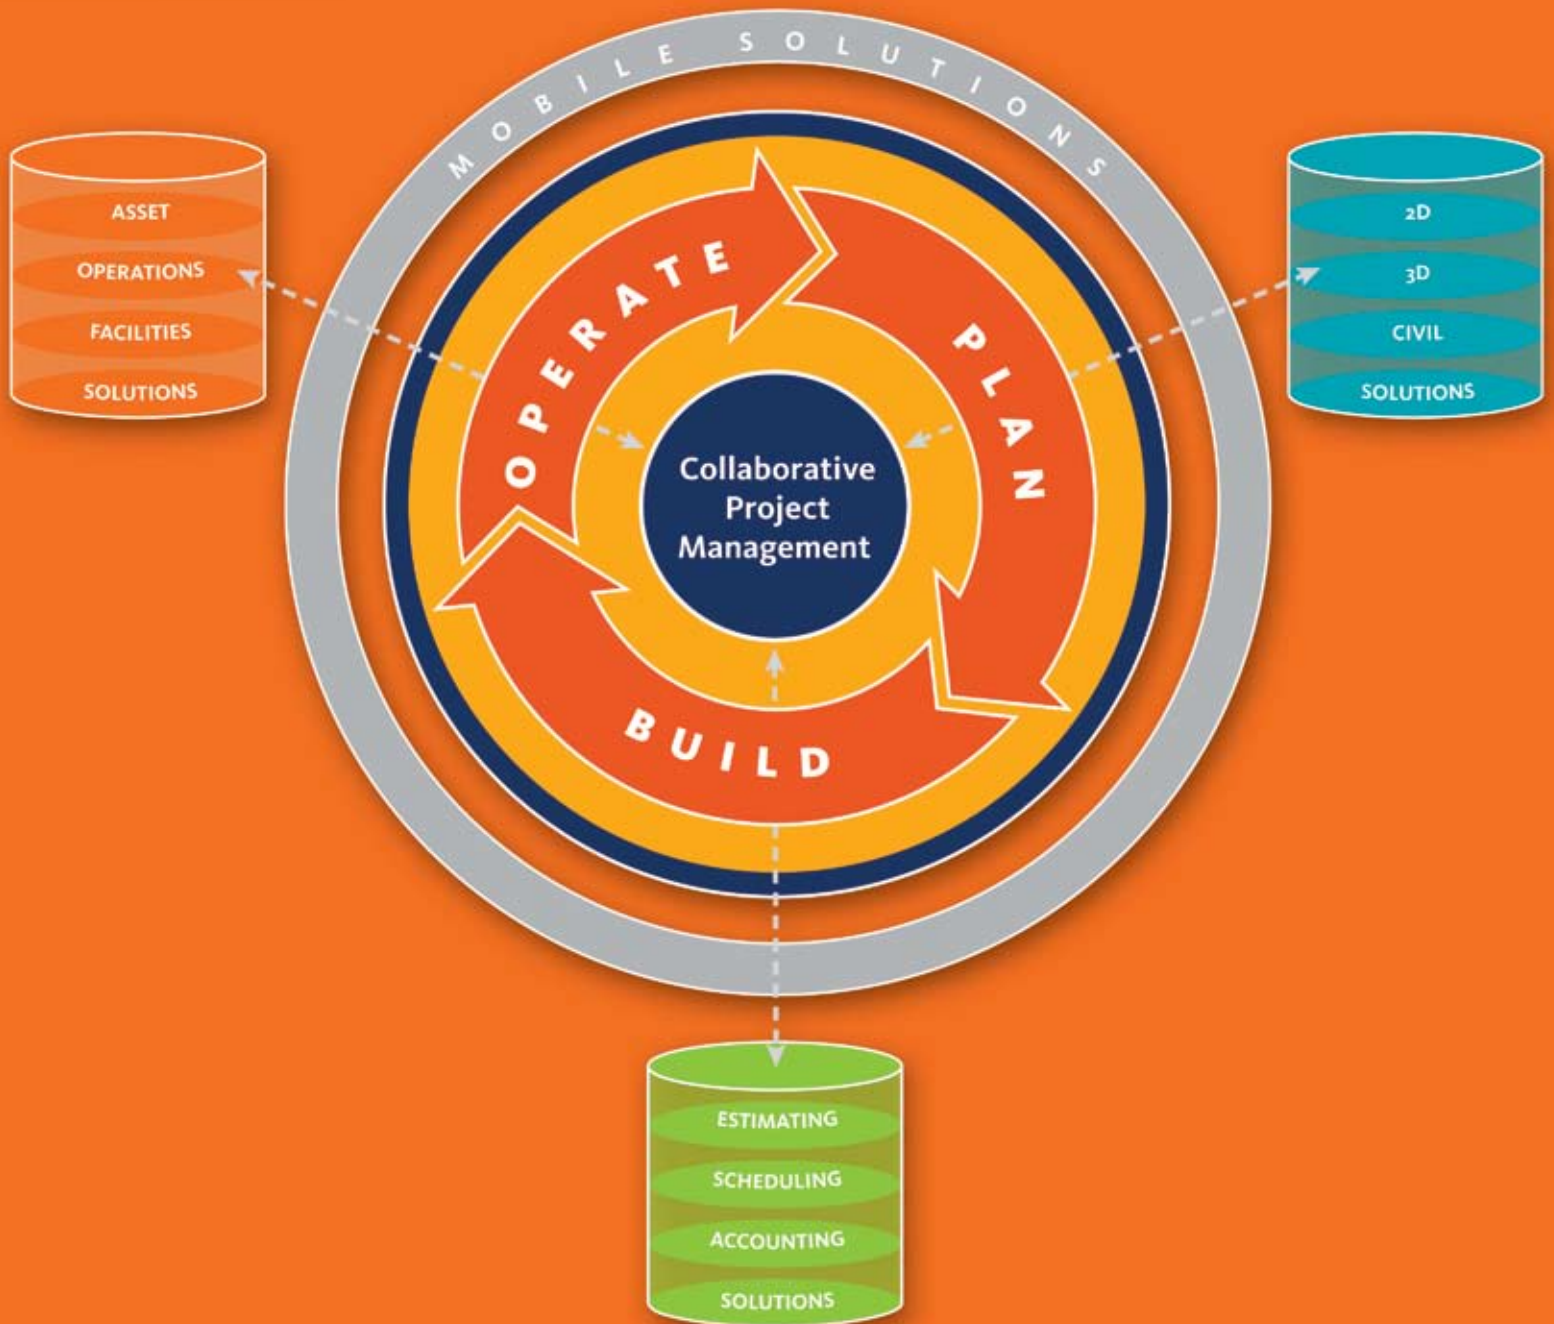 MOBILE SOLUTIONS
ASSET
OPERATIONS
FACILITIES
SOLUTIONS
2D
3D
CIVIL
SOLUTIONS
OPERATE
PLAN
BUILD
Collaborative
Project
Management
ESTIMATING
SCHEDULING
ACCOUNTING
SOLUTIONS